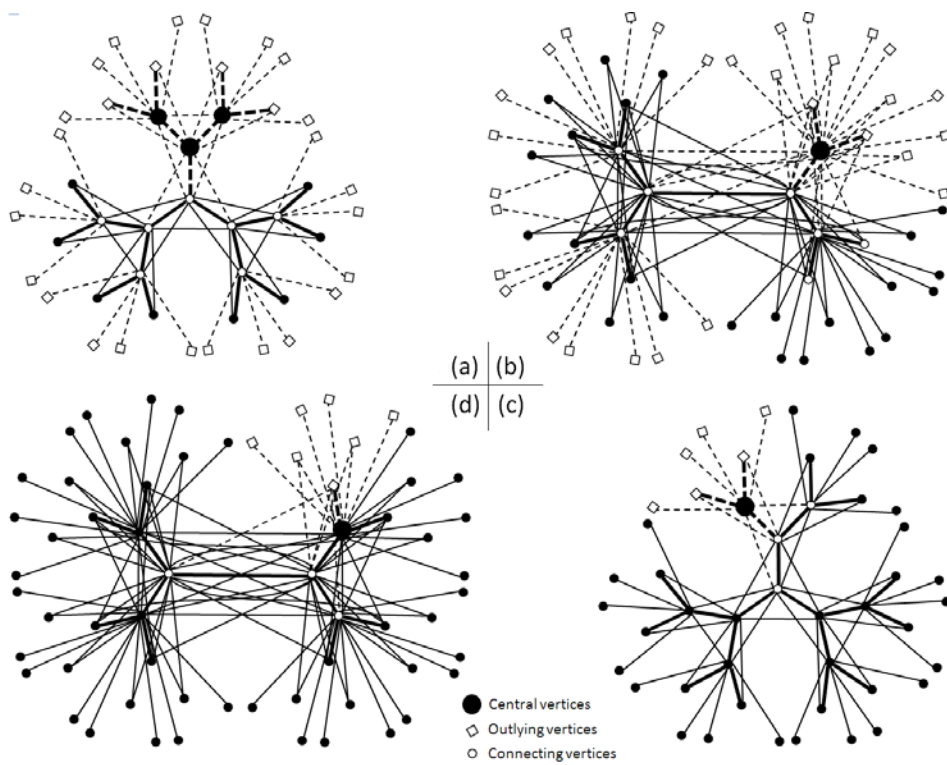 (a) (b)
(d) (c)
Central vertices
Outlying vertices
Connecting vertices